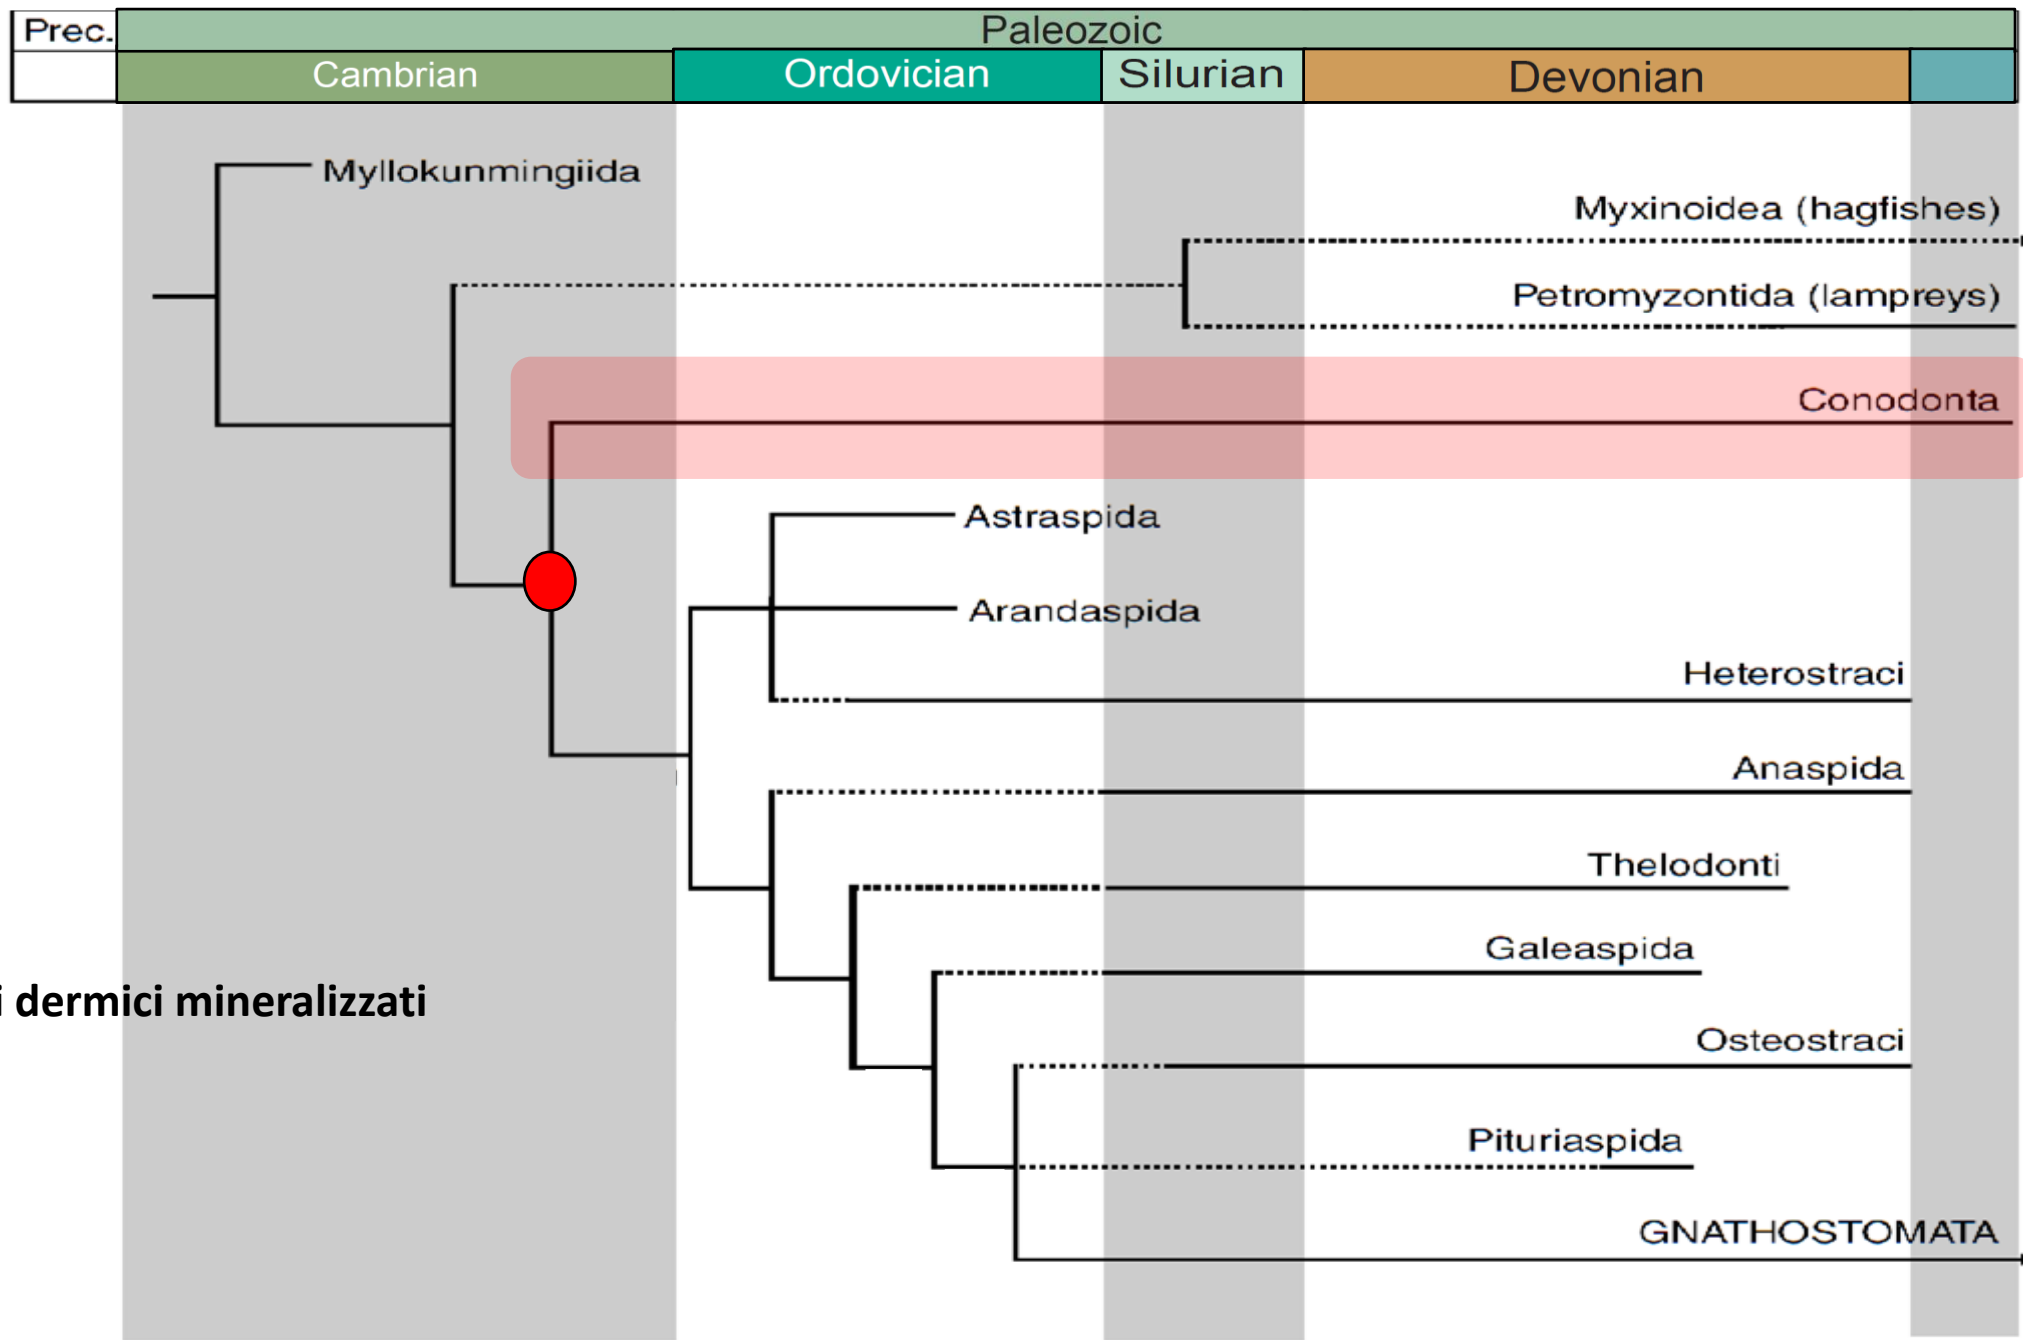 Prec.
Paleozoic
Cambrian
Ordovician
Silurian
Devonian
Myllokunmingiida
Myxinoidea (hagfishes)
Petromyzontida (lampreys)
Conodonta
Astraspida
Arandaspida
Heterostraci
Anaspida
Thelodonti
Galeaspida
i dermici mineralizzati
Osteostraci
Pituriaspida
GNATHOSTOMATA